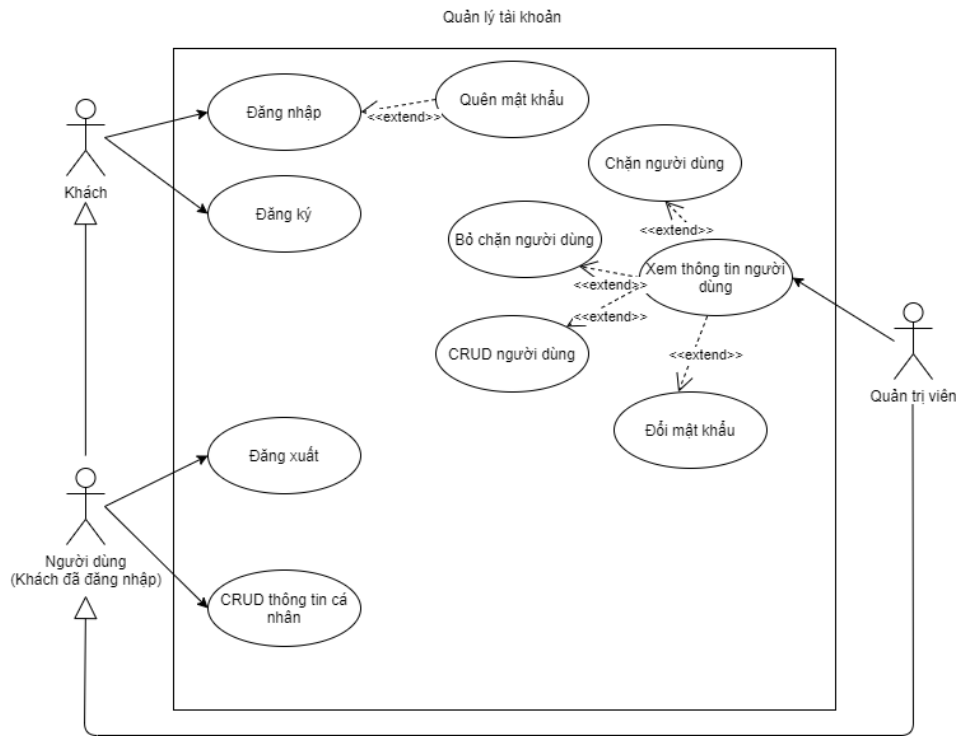 Quản lý tài khoản
Đăng nhập
<<extend>>
Quên mật khẩu
Khách
Đăng ký
Chặn người dùng
<<extend>>
Bỏ chặn người dùng
Xem thông tin người
dùng
<<extend>>
<<extend>>
CRUD người dùng
<<extend>>
Quản trị viên
Đổi mật khẩu
Đăng xuất
Người dùng
(Khách đã đăng nhập)
CRUD thông tin cá
nhân